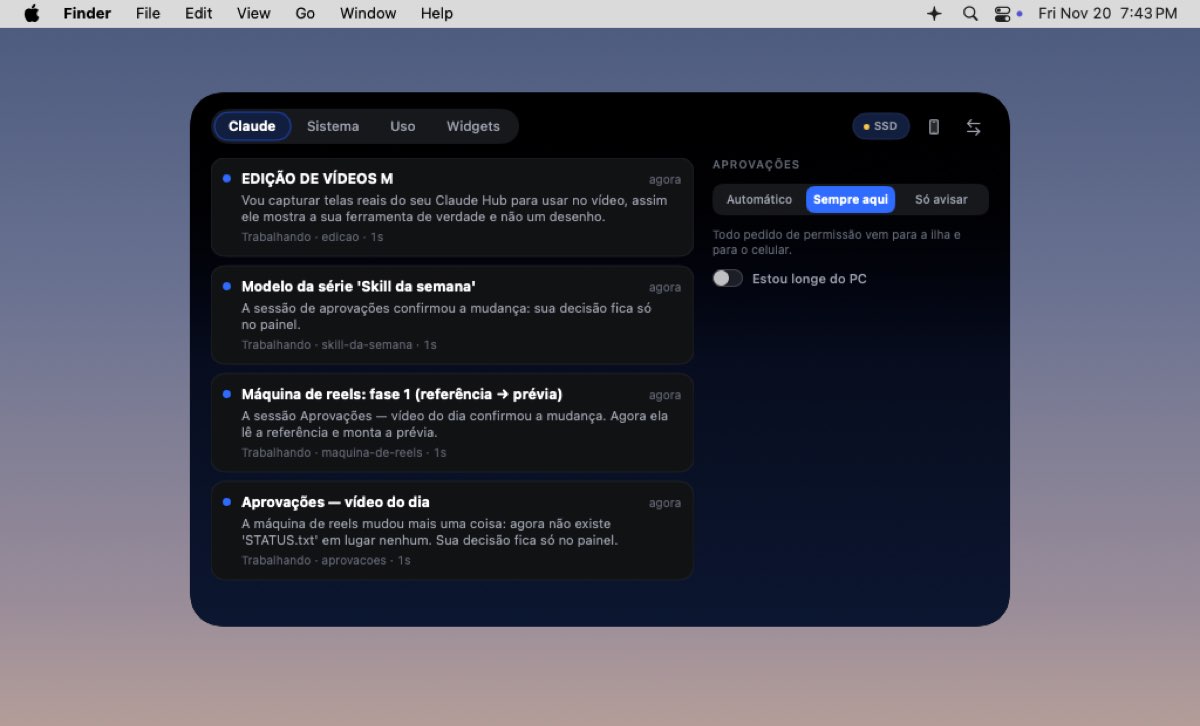 Finder File Edit View Go Window Help Fri Nov 20 7:43 PM
Claude Sistema Uso Widgets SSD
EDIÇÃO DE VÍDEOS M agora
Vou capturar telas reais do seu Claude Hub para usar no vídeo, assim
ele mostra a sua ferramenta de verdade e não um desenho.
Trabalhando · edicao · 1s
Modelo da série 'Skill da semana' agora
A sessão de aprovações confirmou a mudança: sua decisão fica só
no painel.
Trabalhando · skill-da-semana · 1s
Máquina de reels: fase 1 (referência → prévia) agora
A sessão Aprovações — vídeo do dia confirmou a mudança. Agora ela
lê a referência e monta a prévia.
Trabalhando · maquina-de-reels · 1s
Aprovações — vídeo do dia agora
A máquina de reels mudou mais uma coisa: agora não existe
'STATUS.txt' em lugar nenhum. Sua decisão fica só no painel.
Trabalhando · aprovacoes · 1s
APROVAÇÕES
Automático Sempre aqui Só avisar
Todo pedido de permissão vem para a ilha e
para o celular.
Estou longe do PC